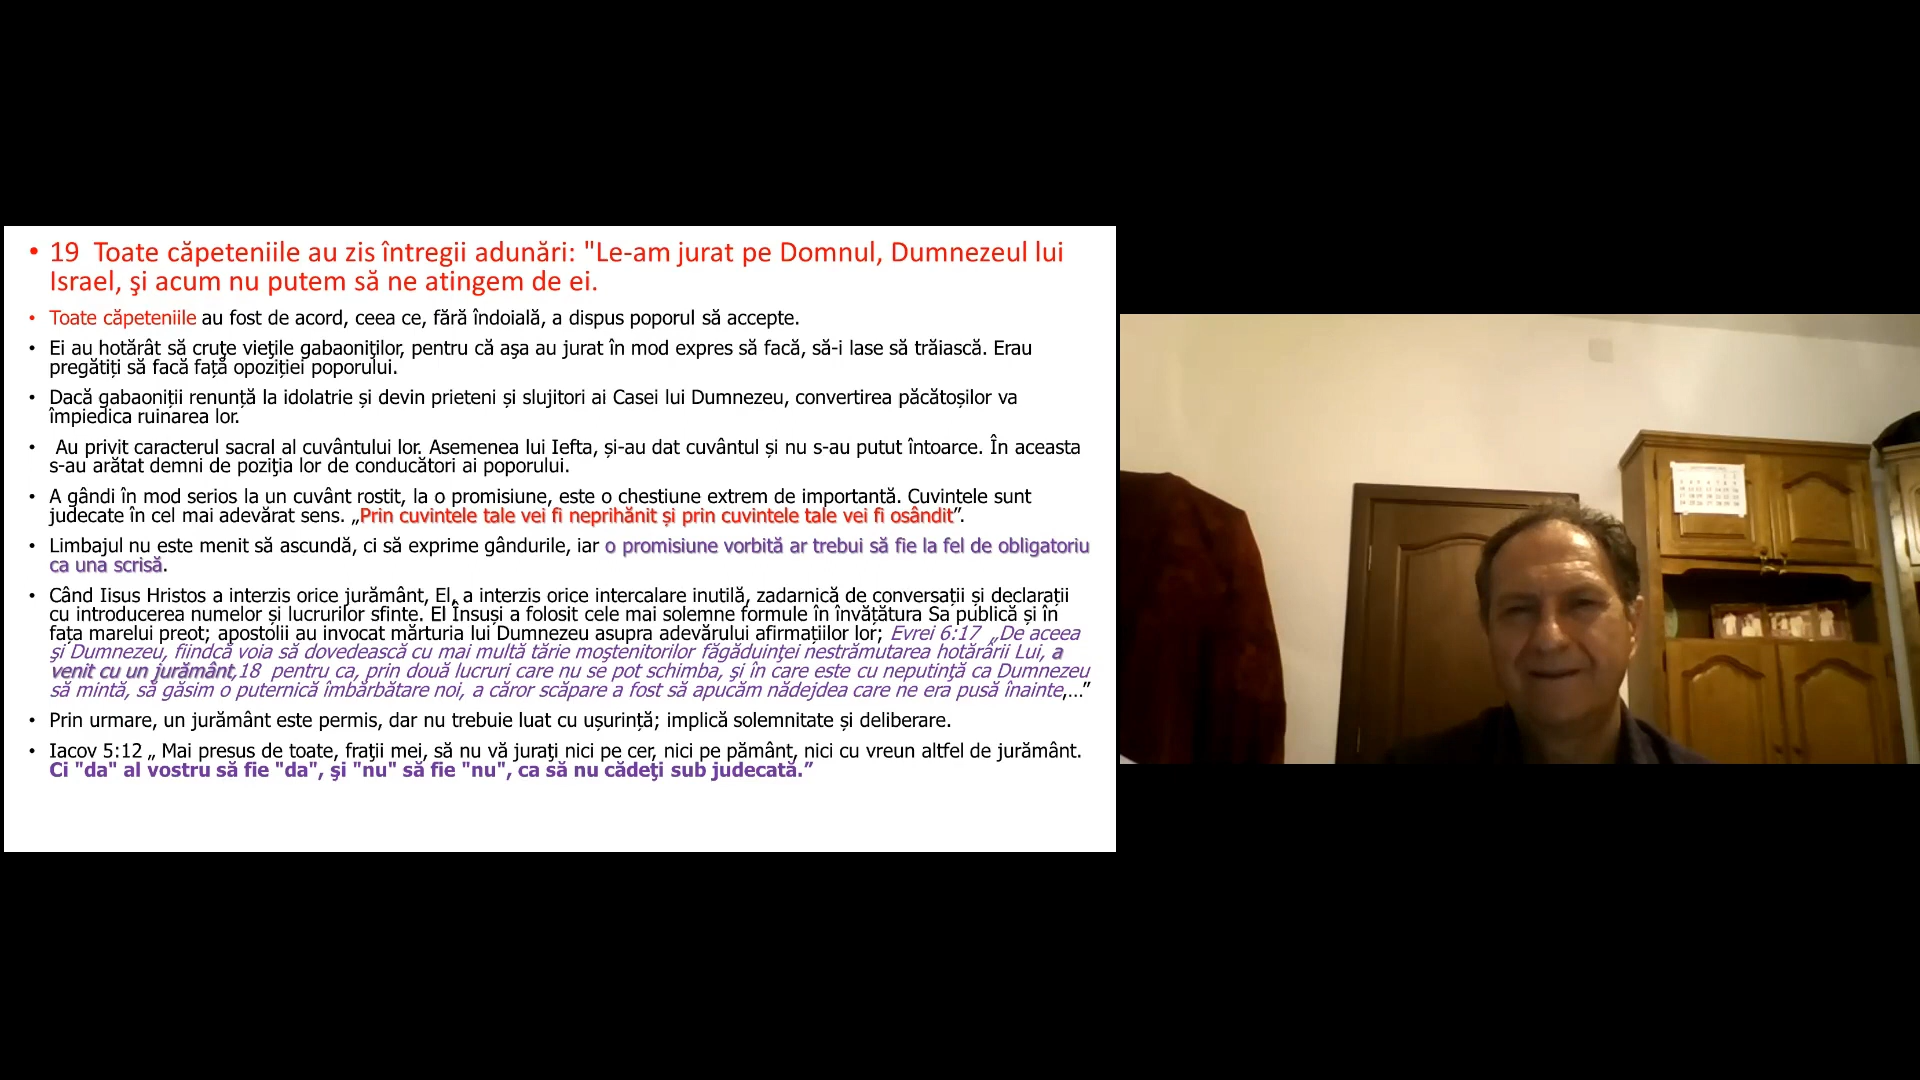 • 19 Toate căpeteniile au zis întregii adunări: "Le-am jurat pe Domnul, Dumnezeul lui
Israel, şi acum nu putem să ne atingem de ei.
• Toate căpeteniile au fost de acord, ceea ce, fără îndoială, a dispus poporul să accepte.
• Ei au hotărât să cruţe vieţile gabaoniţilor, pentru că aşa au jurat în mod expres să facă, să-i lase să trăiască. Erau
pregătiți să facă față opoziției poporului.
• Dacă gabaoniții renunță la idolatrie și devin prieteni și slujitori ai Casei lui Dumnezeu, convertirea păcătoșilor va
împiedica ruinarea lor.
• Au privit caracterul sacral al cuvântului lor. Asemenea lui Iefta, și-au dat cuvântul și nu s-au putut întoarce. În aceasta
s-au arătat demni de poziţia lor de conducători ai poporului.
• A gândi în mod serios la un cuvânt rostit, la o promisiune, este o chestiune extrem de importantă. Cuvintele sunt
judecate în cel mai adevărat sens. „Prin cuvintele tale vei fi neprihănit și prin cuvintele tale vei fi osândit”.
• Limbajul nu este menit să ascundă, ci să exprime gândurile, iar o promisiune vorbită ar trebui să fie la fel de obligatoriu
ca una scrisă.
• Când Iisus Hristos a interzis orice jurământ, El, a interzis orice intercalare inutilă, zadarnică de conversații și declarații
cu introducerea numelor și lucrurilor sfinte. El Însuși a folosit cele mai solemne formule în învățătura Sa publică și în
fața marelui preot; apostolii au invocat mărturia lui Dumnezeu asupra adevărului afirmațiilor lor; Evrei 6:17 „De aceea
şi Dumnezeu, fiindcă voia să dovedească cu mai multă tărie moştenitorilor făgăduinţei nestrămutarea hotărârii Lui, a
venit cu un jurământ,18 pentru ca, prin două lucruri care nu se pot schimba, şi în care este cu neputinţă ca Dumnezeu
să mintă, să găsim o puternică îmbărbătare noi, a căror scăpare a fost să apucăm nădejdea care ne era pusă înainte,…”
• Prin urmare, un jurământ este permis, dar nu trebuie luat cu ușurință; implică solemnitate și deliberare.
• Iacov 5:12 „ Mai presus de toate, fraţii mei, să nu vă juraţi nici pe cer, nici pe pământ, nici cu vreun altfel de jurământ.
Ci "da" al vostru să fie "da", şi "nu" să fie "nu", ca să nu cădeţi sub judecată.”